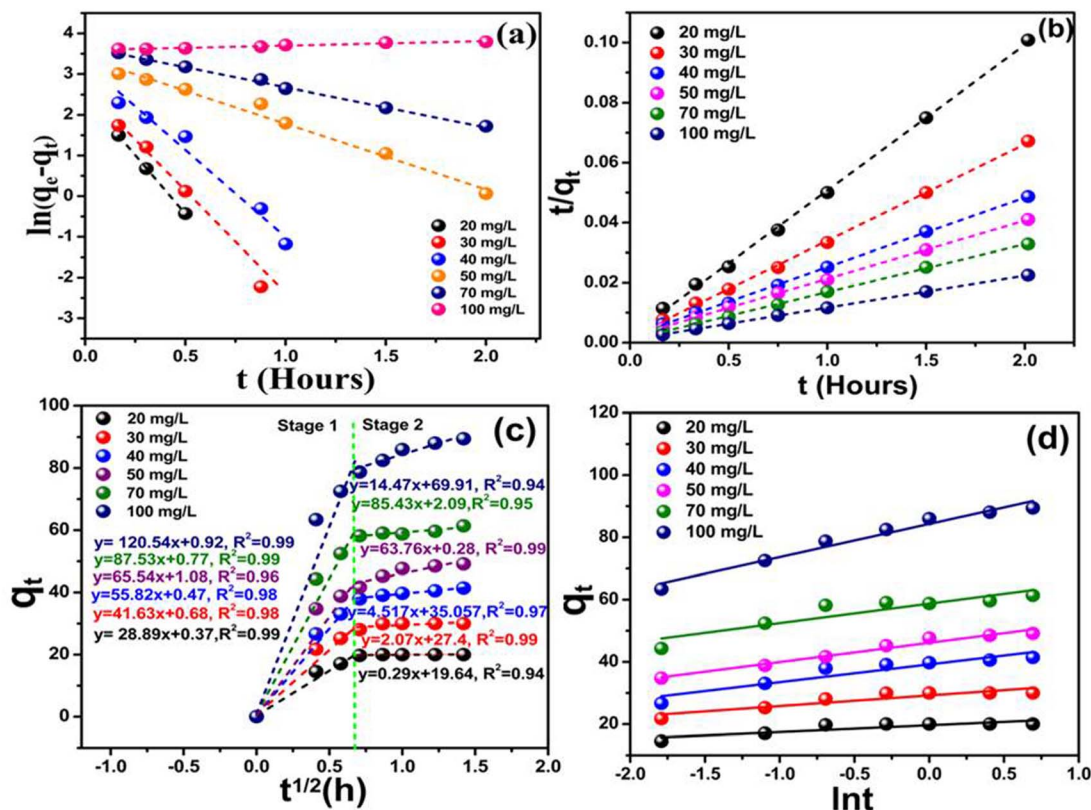 (a)
ln(qe-qt)
4
3
2
1
0
-1
-2
-3
20 mg/L
30 mg/L
40 mg/L
50 mg/L
70 mg/L
100 mg/L
0.0 0.5 1.0 1.5 2.0
t (Hours)
(b)
t/qt
0.10
0.08
0.06
0.04
0.02
0.00
20 mg/L
30 mg/L
40 mg/L
50 mg/L
70 mg/L
100 mg/L
0.0 0.5 1.0 1.5 2.0
t (Hours)
(c)
qt
100
80
60
40
20
0
20 mg/L
30 mg/L
40 mg/L
50 mg/L
70 mg/L
100 mg/L
Stage 1 Stage 2
y= 120.54x+0.92, R²=0.99
y=87.53x+0.77, R²=0.99
y=65.54x+1.08, R²=0.96
y=55.82x+0.47, R²=0.98
y=41.63x+0.68, R²=0.98
y= 28.89x+0.37, R²=0.99
y=14.47x+69.91, R²=0.94
y=85.43x+2.09, R²=0.95
y=63.76x+0.28, R²=0.99
y=4.517x+35.057,R²=0.97
y=2.07x+27.4, R²=0.99
y=0.29x+19.64, R²=0.94
-1.0 -0.5 0.0 0.5 1.0 1.5 2.0
t1/2(h)
(d)
qt
120
100
80
60
40
20
20 mg/L
30 mg/L
40 mg/L
50 mg/L
70 mg/L
100 mg/L
-2.0 -1.5 -1.0 -0.5 0.0 0.5 1.0
lnt